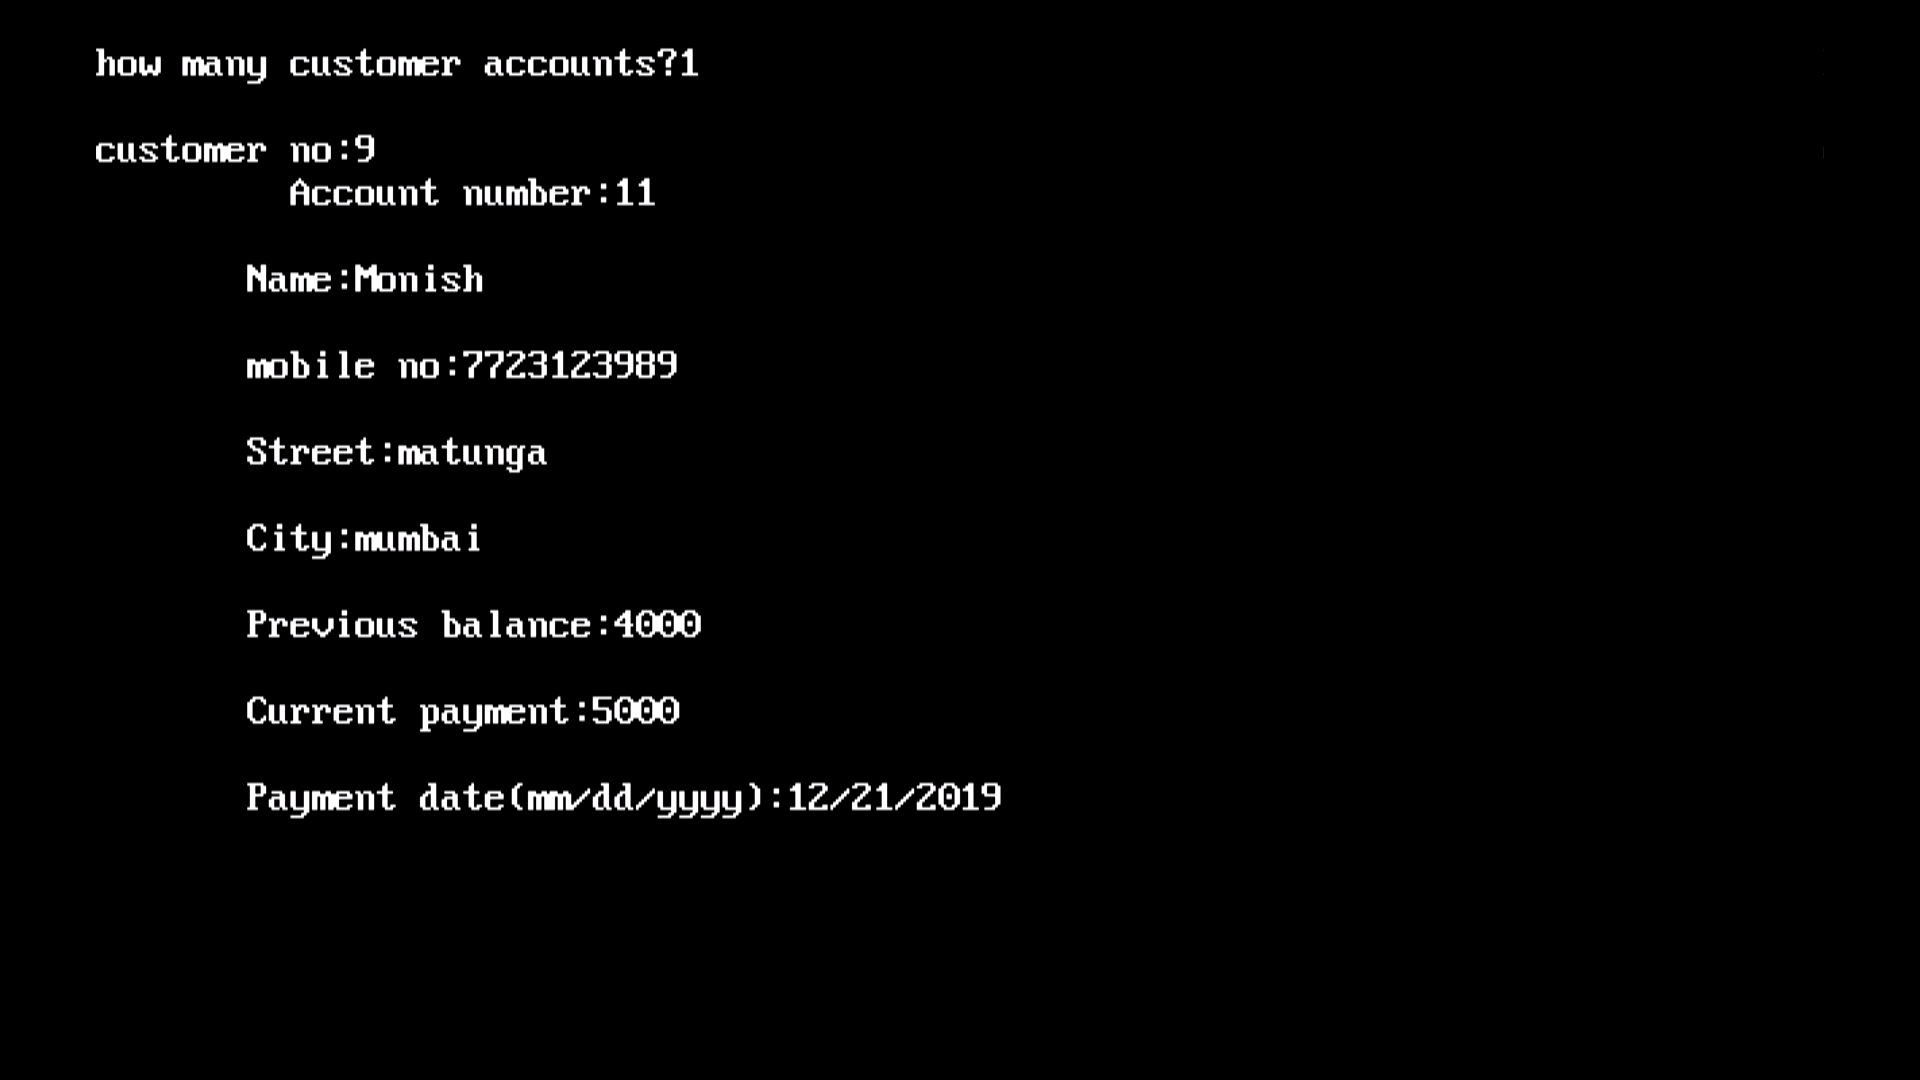 how many customer accounts?1
customer no:9
Account number:11
Name:Monish
mobile no:7723123989
Street:matunga
City:mumbai
Previous balance:4000
Current payment:5000
Payment date(mm/dd/yyyy):12/21/2019